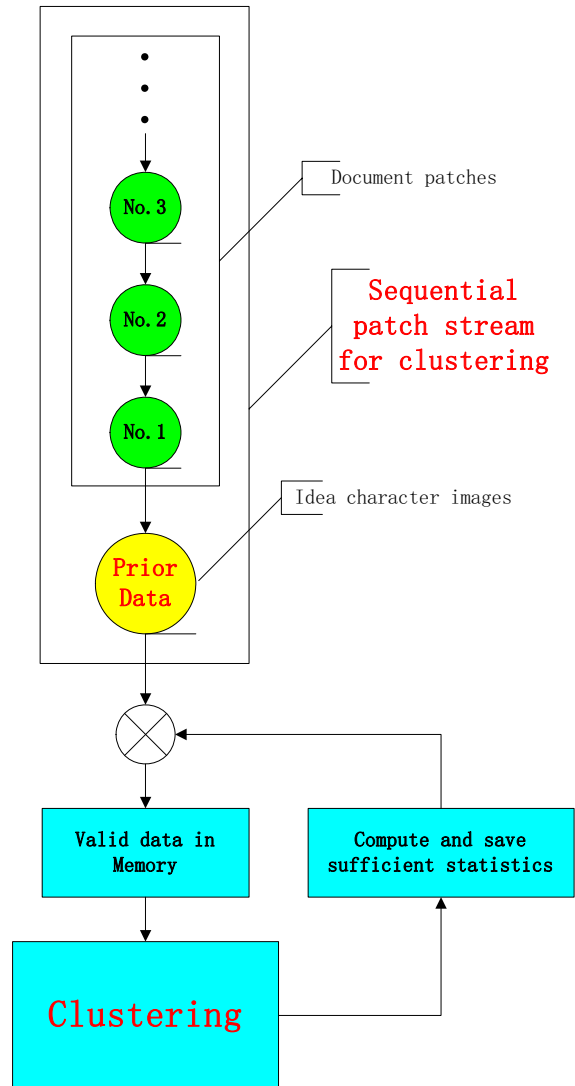 No.3
Document patches
Sequential
patch stream
for clustering
No.2
No.1
Idea character images
Prior
Data
Valid data in
Memory
Compute and save
sufficient statistics
Clustering